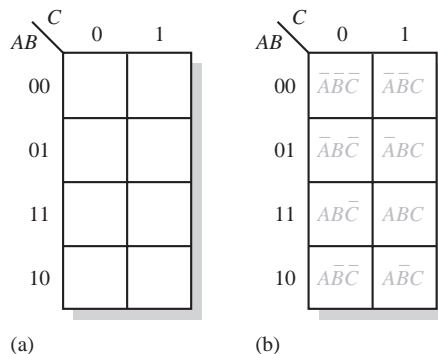 C C
AB 0 1 AB 0 1
00 00 A̅B̅C̅ A̅B̅C
01 01 A̅BC̅ A̅BC
11 11 ABC̅ ABC
10 10 AB̅C̅ AB̅C
(a) (b)